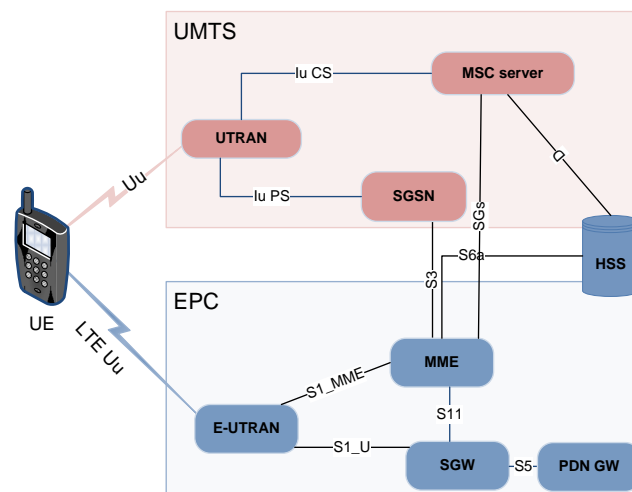 UMTS
Iu CS
MSC server
UTRAN
Uu
D
Iu PS
SGSN
SGs
S3
S6a
HSS
EPC
UE
LTE Uu
MME
S1_MME
S11
E-UTRAN
S1_U
SGW
S5
PDN GW